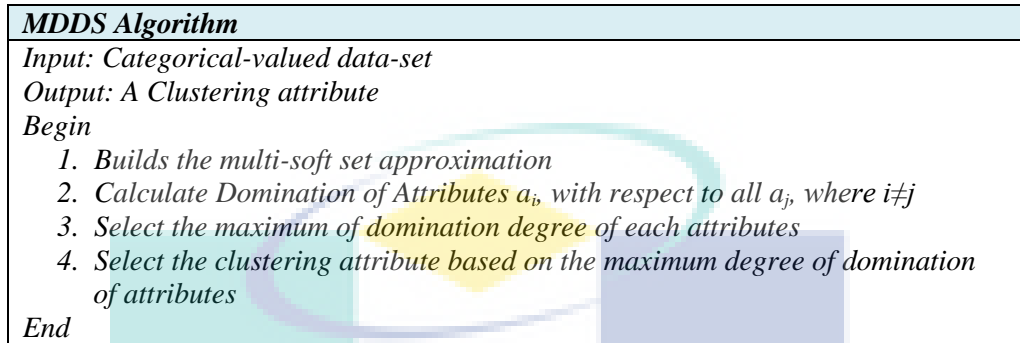 MDDS Algorithm
Input: Categorical-valued data-set
Output: A Clustering attribute
Begin
1. Builds the multi-soft set approximation
2. Calculate Domination of Attributes ai, with respect to all aj, where i≠j
3. Select the maximum of domination degree of each attributes
4. Select the clustering attribute based on the maximum degree of domination
of attributes
End